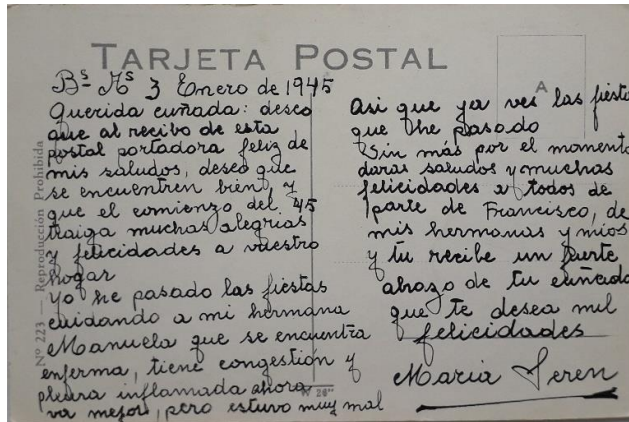 TARJETA POSTAL
Bs As 3 Enero de 1945
Querida cuñada: deseo
que al recibo de esta
postal portadora feliz de
mis saludos, deseo que
se encuentren bien, y
que el comienzo del 45
traiga muchas alegrias
y felicidades a vuestro
hogar
Yo he pasado las fiestas
cuidando a mi hermana
Manuela que se encuentra
enferma, tiene congestión y
pleura inflamada ahora
va mejor, pero estuvo muy mal
A
Asi que ya ves las fiestas
que he pasado
Sin más por el momento
daras saludos y muchas
felicidades a todos de
parte de Francisco, de
mis hermanas y mios
y tu recibe un fuerte
abrazo de tu cuñada
que te desea mil
felicidades
Maria Seren
Nº 223 — Reproducción Prohibida